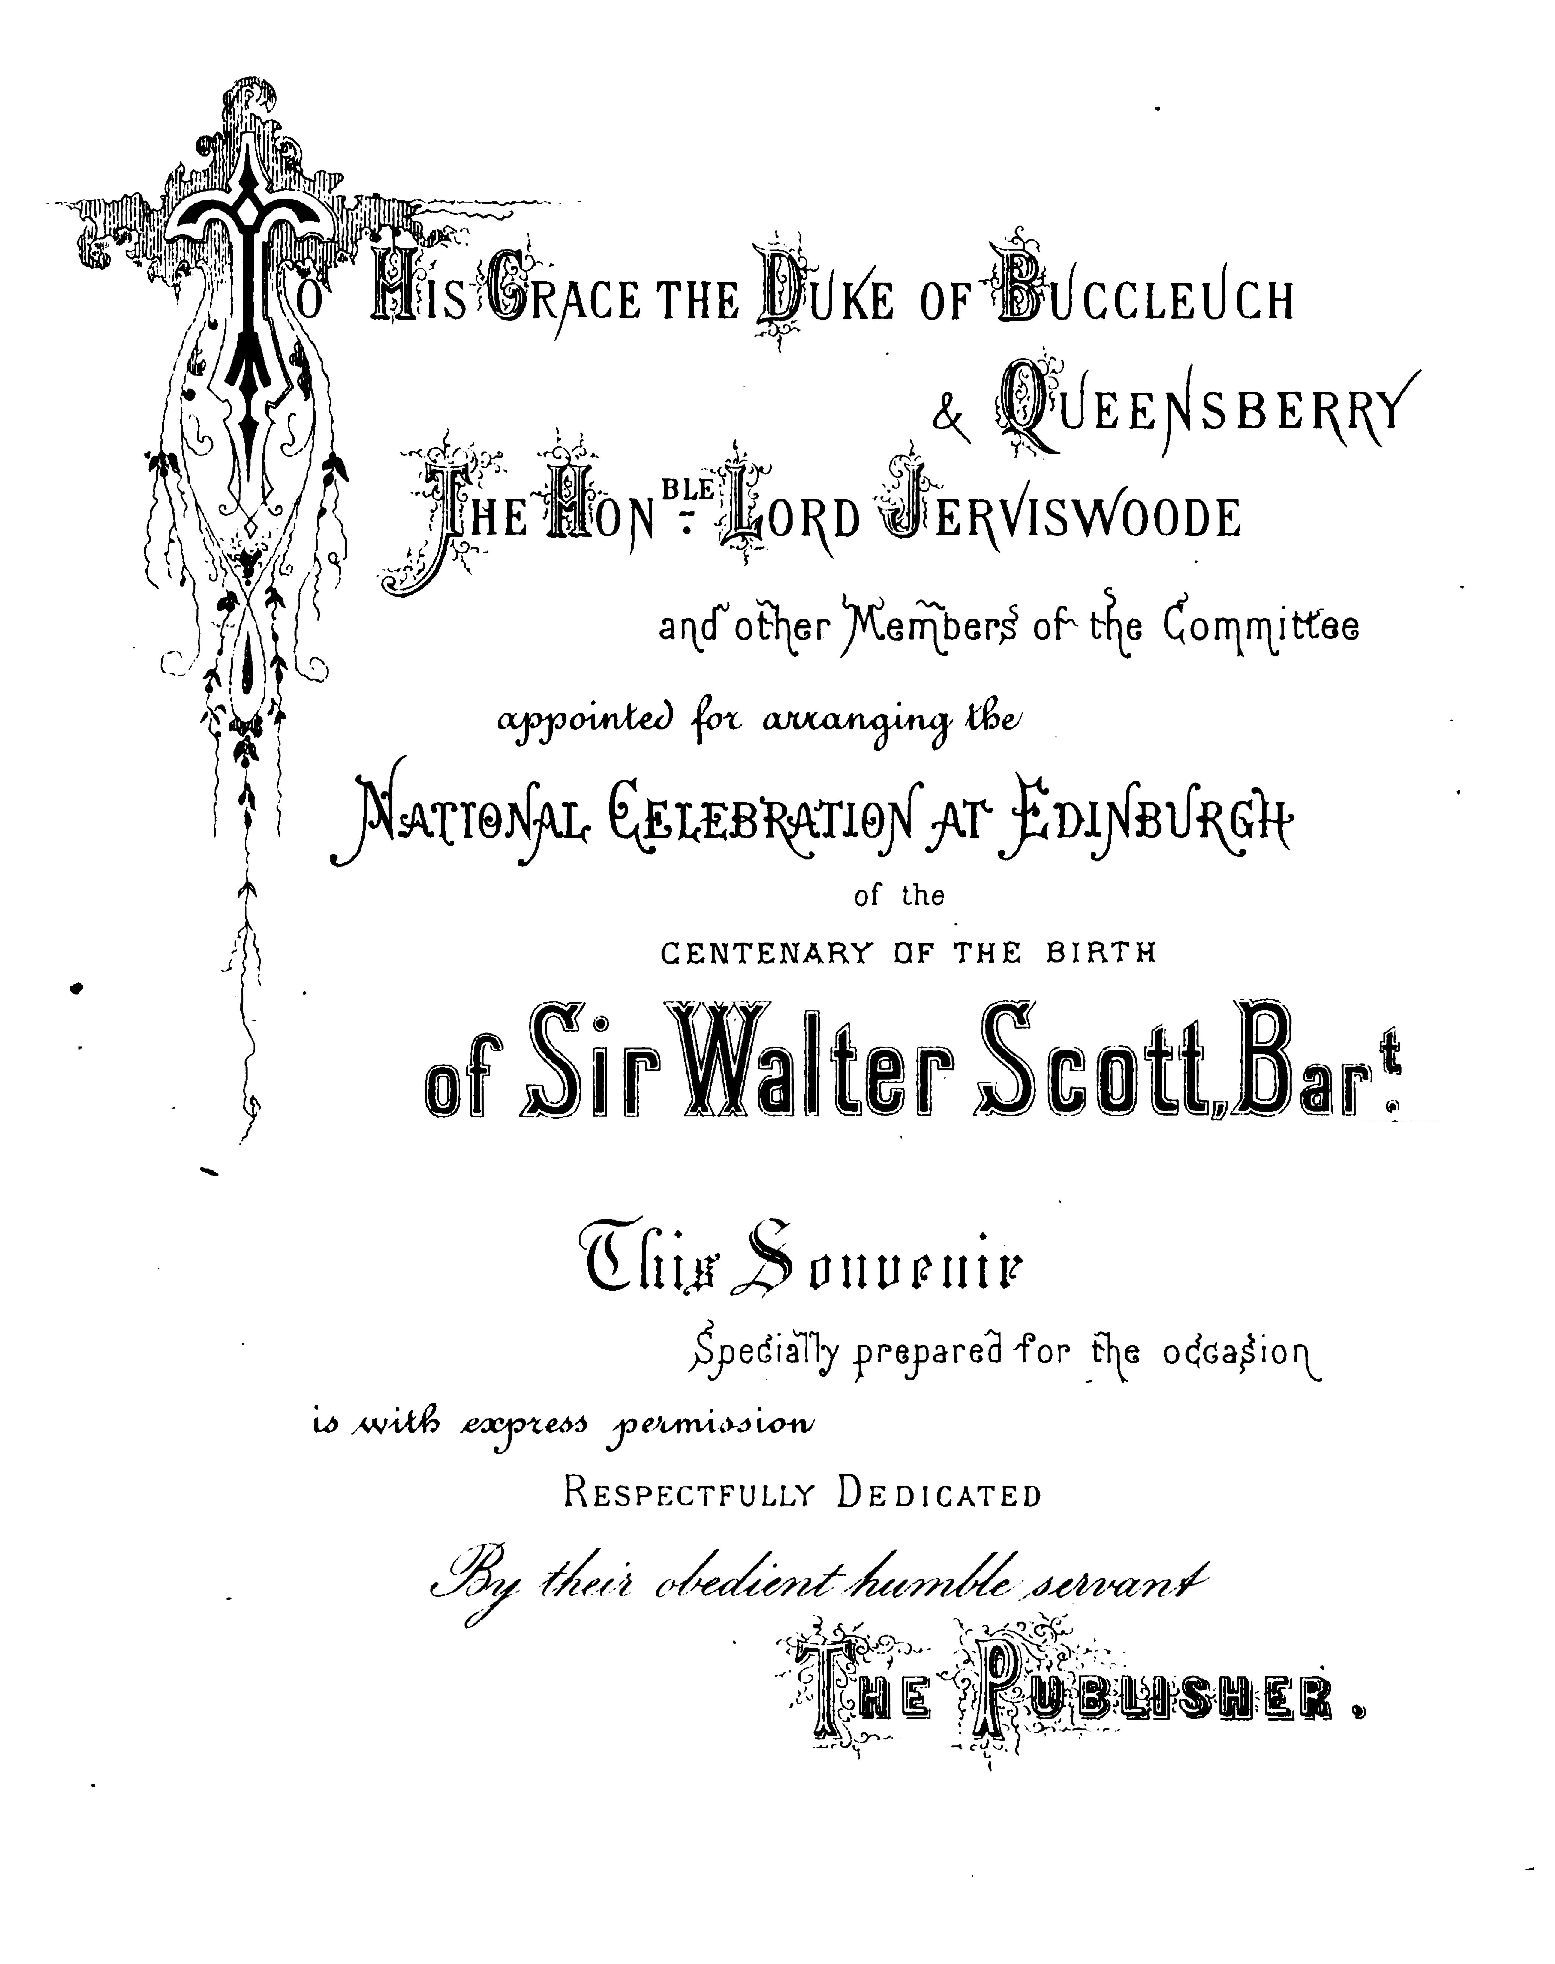 To His Grace the Duke of Buccleuch
& Queensberry
The Hon.ble Lord Jerviswoode
and other Members of the Committee
appointed for arranging the
National Celebration at Edinburgh
of the
CENTENARY OF THE BIRTH
of Sir Walter Scott, Bar.t
This Souvenir
Specially prepared for the occasion
is with express permission
Respectfully Dedicated
By their obedient humble servant
The Publisher.